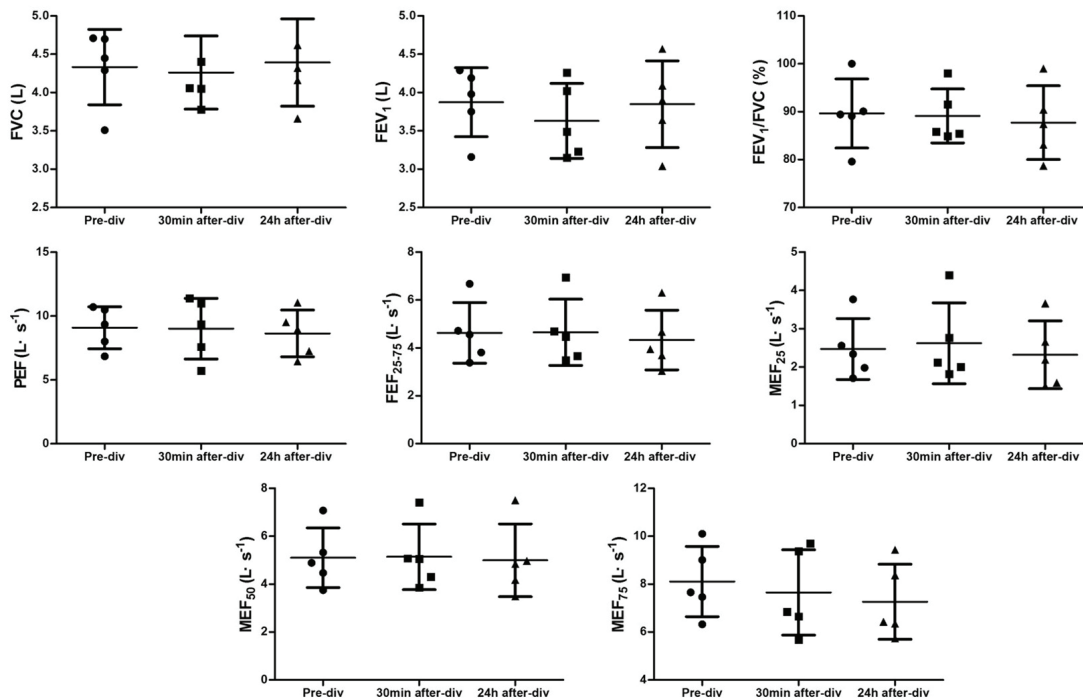 FVC (L)
5.0
4.5
4.0
3.5
3.0
2.5
Pre-div 30min after-div 24h after-div
FEV1 (L)
5.0
4.5
4.0
3.5
3.0
2.5
Pre-div 30min after-div 24h after-div
FEV1/FVC (%)
110
100
90
80
70
Pre-div 30min after-div 24h after-div
PEF (L· s-1)
15
10
5
0
Pre-div 30min after-div 24h after-div
FEF25-75 (L· s-1)
8
6
4
2
0
Pre-div 30min after-div 24h after-div
MEF25 (L· s-1)
5
4
3
2
1
0
Pre-div 30min after-div 24h after-div
MEF50 (L· s-1)
8
6
4
2
0
Pre-div 30min after-div 24h after-div
MEF75 (L· s-1)
12
10
8
6
4
Pre-div 30min after-div 24h after-div